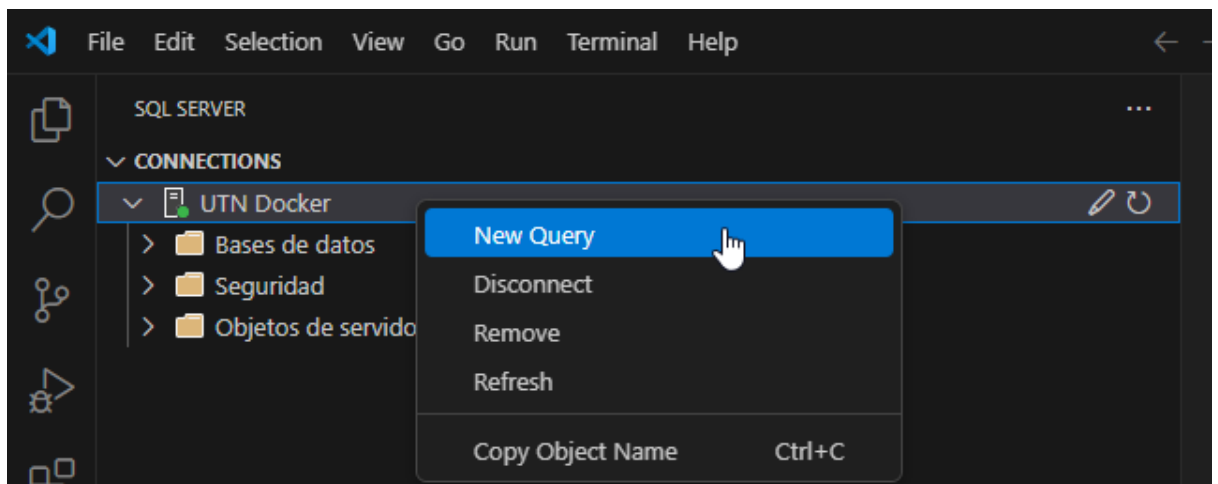 File Edit Selection View Go Run Terminal Help
SQL SERVER
CONNECTIONS
UTN Docker
Bases de datos
Seguridad
Objetos de servido
New Query
Disconnect
Remove
Refresh
Copy Object Name Ctrl+C